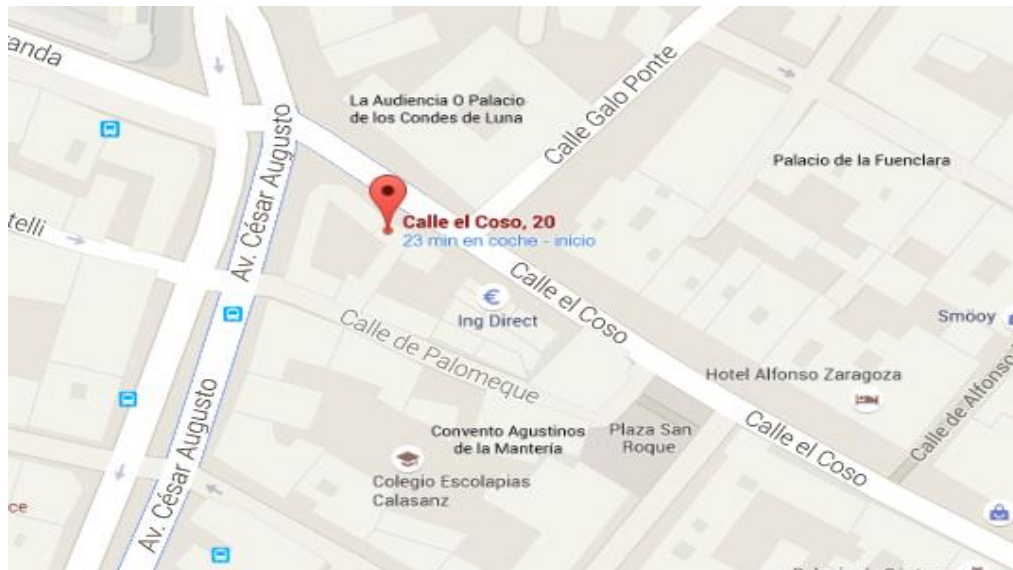 anda
La Audiencia O Palacio
de los Condes de Luna
Calle Galo Ponte
Palacio de la Fuenclara
Av. César Augusto
telli
Calle el Coso, 20
23 min en coche - inicio
Calle el Coso
Ing Direct
Smöoy
Calle de Palomeque
Hotel Alfonso Zaragoza
Calle de Alfonso
Av. César Augusto
Convento Agustinos
de la Mantería
Plaza San
Roque
Calle el Coso
Colegio Escolapias
Calasanz
ce